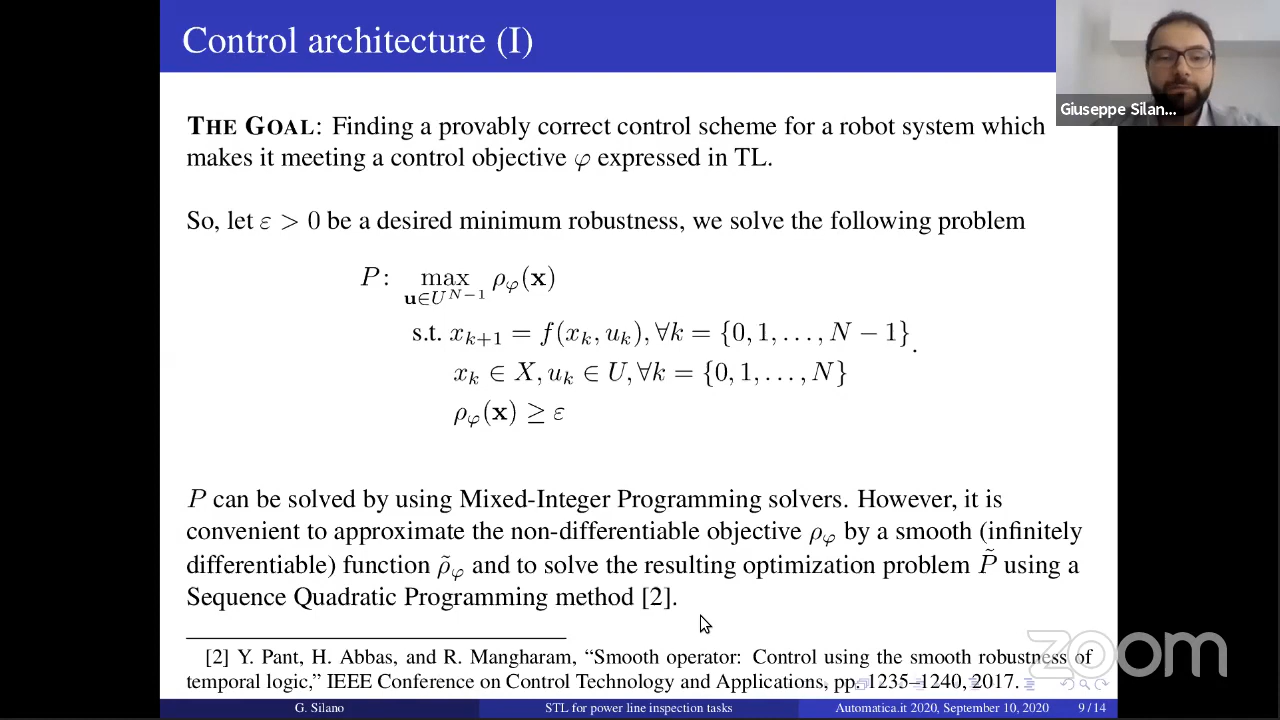 Control architecture (I)
Giuseppe Silan...
THE GOAL: Finding a provably correct control scheme for a robot system which
makes it meeting a control objective φ expressed in TL.
So, let ε > 0 be a desired minimum robustness, we solve the following problem
P: max ρ_φ(x)
u∈U^{N−1}
s.t. x_{k+1} = f(x_k, u_k), ∀k = {0, 1, . . . , N − 1}
.
x_k ∈ X, u_k ∈ U, ∀k = {0, 1, . . . , N}
ρ_φ(x) ≥ ε
P can be solved by using Mixed-Integer Programming solvers. However, it is
convenient to approximate the non-differentiable objective ρ_φ by a smooth (infinitely
differentiable) function ρ̃_φ and to solve the resulting optimization problem P̃ using a
Sequence Quadratic Programming method [2].
[2] Y. Pant, H. Abbas, and R. Mangharam, “Smooth operator: Control using the smooth robustness of
temporal logic,” IEEE Conference on Control Technology and Applications, pp. 1235–1240, 2017.
zoom
G. Silano STL for power line inspection tasks Automatica.it 2020, September 10, 2020 9 / 14